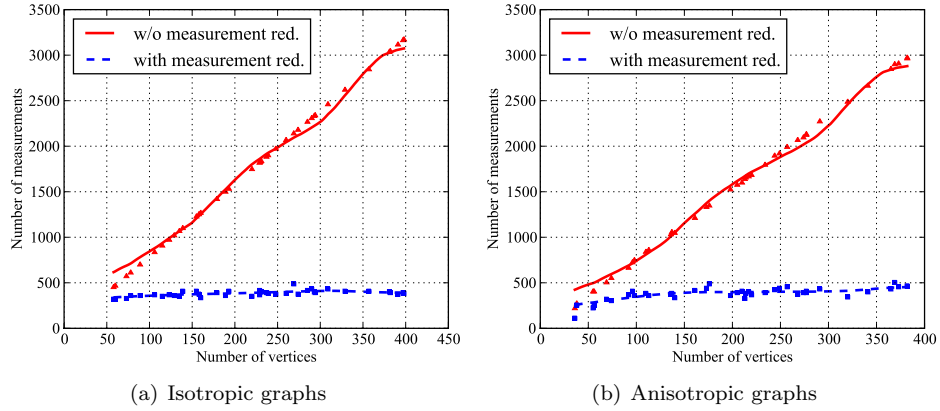 3500
3000
2500
2000
1500
1000
500
0
Number of measurements
w/o measurement red.
with measurement red.
0 50 100 150 200 250 300 350 400 450
Number of vertices
(a) Isotropic graphs
3500
3000
2500
2000
1500
1000
500
0
Number of measurements
w/o measurement red.
with measurement red.
0 50 100 150 200 250 300 350 400
Number of vertices
(b) Anisotropic graphs